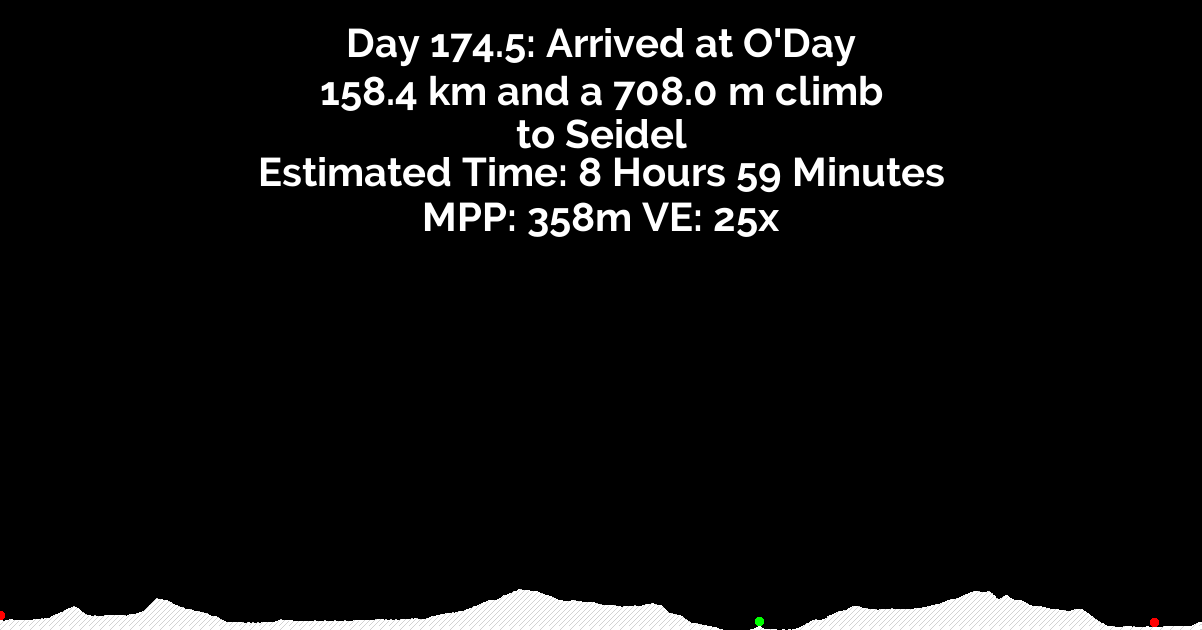 Day 174.5: Arrived at O'Day
158.4 km and a 708.0 m climb
to Seidel
Estimated Time: 8 Hours 59 Minutes
MPP: 358m VE: 25x